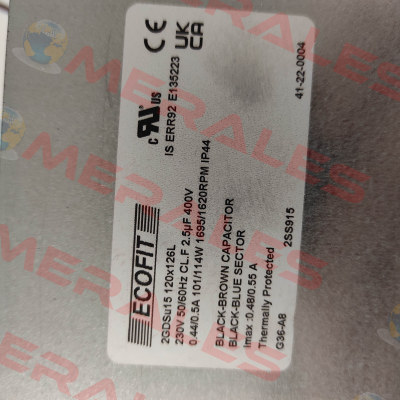 MERALES
CE
UK
CA
C UL US
IS ERR92 E135223
41-22-0004
ECOFIT
2GDSu15 120x126L
230V 50/60Hz CL.F 2.5µF 400V
0.44/0.5A 101/114W 1695/1620RPM IP44
BLACK-BROWN CAPACITOR
BLACK-BLUE SECTOR
Imax :0.48/0.55 A
Thermally Protected
G36-A8
2SS915